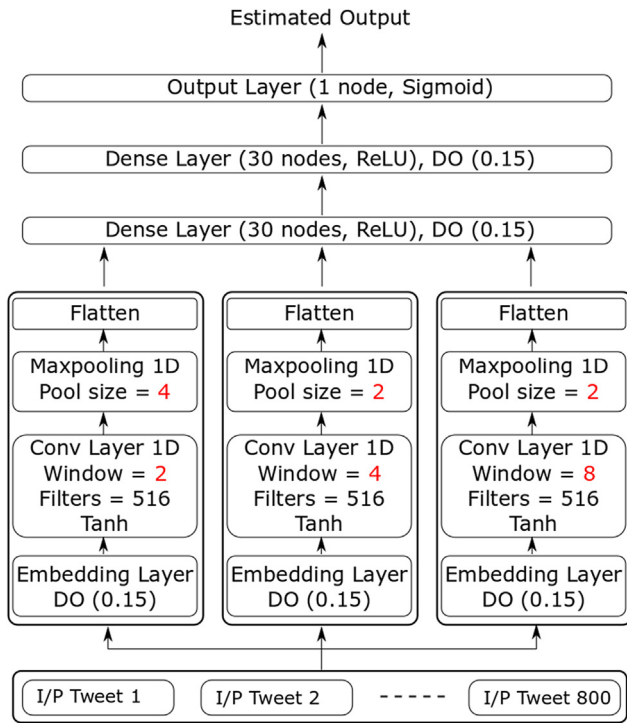 Estimated Output
Output Layer (1 node, Sigmoid)
Dense Layer (30 nodes, ReLU), DO (0.15)
Dense Layer (30 nodes, ReLU), DO (0.15)
Flatten
Maxpooling 1D
Pool size = 4
Conv Layer 1D
Window = 2
Filters = 516
Tanh
Embedding Layer
DO (0.15)
Flatten
Maxpooling 1D
Pool size = 2
Conv Layer 1D
Window = 4
Filters = 516
Tanh
Embedding Layer
DO (0.15)
Flatten
Maxpooling 1D
Pool size = 2
Conv Layer 1D
Window = 8
Filters = 516
Tanh
Embedding Layer
DO (0.15)
I/P Tweet 1
I/P Tweet 2
I/P Tweet 800